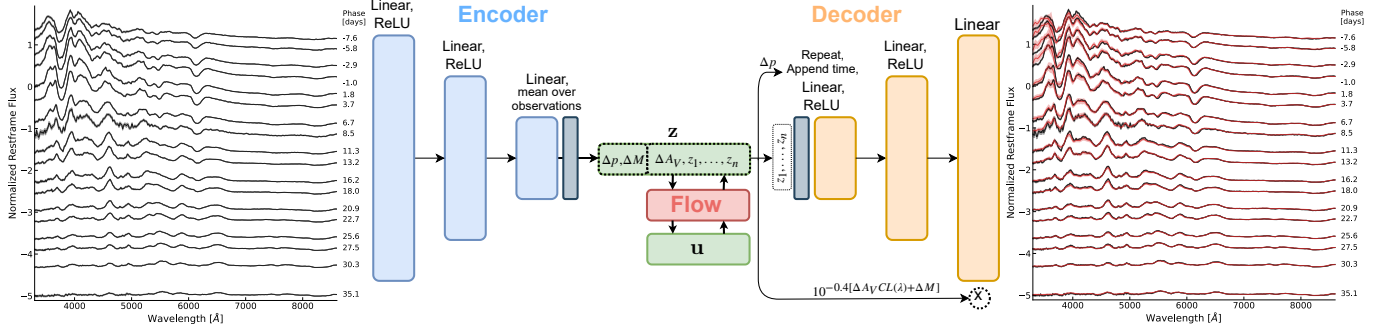 Encoder
Decoder
Phase
[days]
-7.6
-5.8
-2.9
-1.0
1.8
3.7
6.7
8.5
11.3
13.2
16.2
18.0
20.9
22.7
25.6
27.5
30.3
35.1
1
0
−1
−2
−3
−4
−5
Normalized Restframe Flux
4000
5000
6000
7000
8000
Wavelength [Å]
Linear,
ReLU
Linear,
ReLU
Linear,
mean over
observations
z
Δp, ΔM
ΔA_V, z_1, . . . , z_n
Flow
u
Δp
Repeat,
Append time,
Linear,
ReLU
z_1, . . . , z_n
Linear,
ReLU
Linear
10^{−0.4[ΔA_V CL(λ)+ΔM]}
X
Phase
[days]
-7.6
-5.8
-2.9
-1.0
1.8
3.7
6.7
8.5
11.3
13.2
16.2
18.0
20.9
22.7
25.6
27.5
30.3
35.1
1
0
−1
−2
−3
−4
−5
Normalized Restframe Flux
4000
5000
6000
7000
8000
Wavelength [Å]